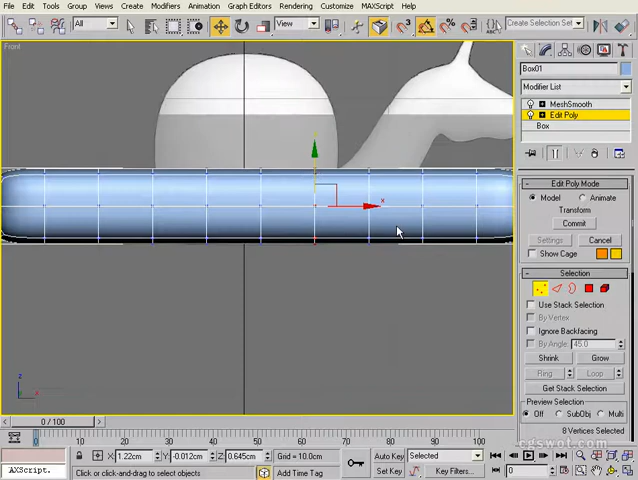 File Edit Tools Group Views Create Modifiers Animation Graph Editors Rendering Customize MAXScript Help
All View Create Selection Set
Front
Box01
Modifier List
MeshSmooth
Edit Poly
Box
Edit Poly Mode
Model Animate
Transform
Commit
Settings Cancel
Show Cage
Selection
Use Stack Selection
By Vertex
Ignore Backfacing
By Angle: 45.0
Shrink Grow
Ring Loop
Get Stack Selection
Preview Selection
Off SubObj Multi
8 Vertices Selected
z
x
x
0 / 100
cgswot.com
0 10 20 30 40 50 60 70 80 90 100
X: 1.22cm Y: -0.012cm Z: 0.645cm Grid = 10.0cm Auto Key Selected
AXScript. Click or click-and-drag to select objects Add Time Tag Set Key Key Filters... 0